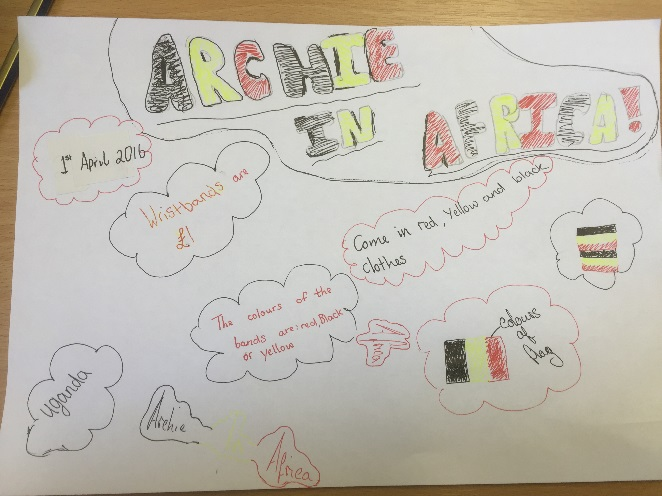 ARCHIE
IN AFRICA!
1st April 2016
Wristbands are
£1
Come in red, Yellow and black
clothes
The colours of the
bands are: red, Black
or yellow
colours
of
flag
Uganda
Archie
Africa